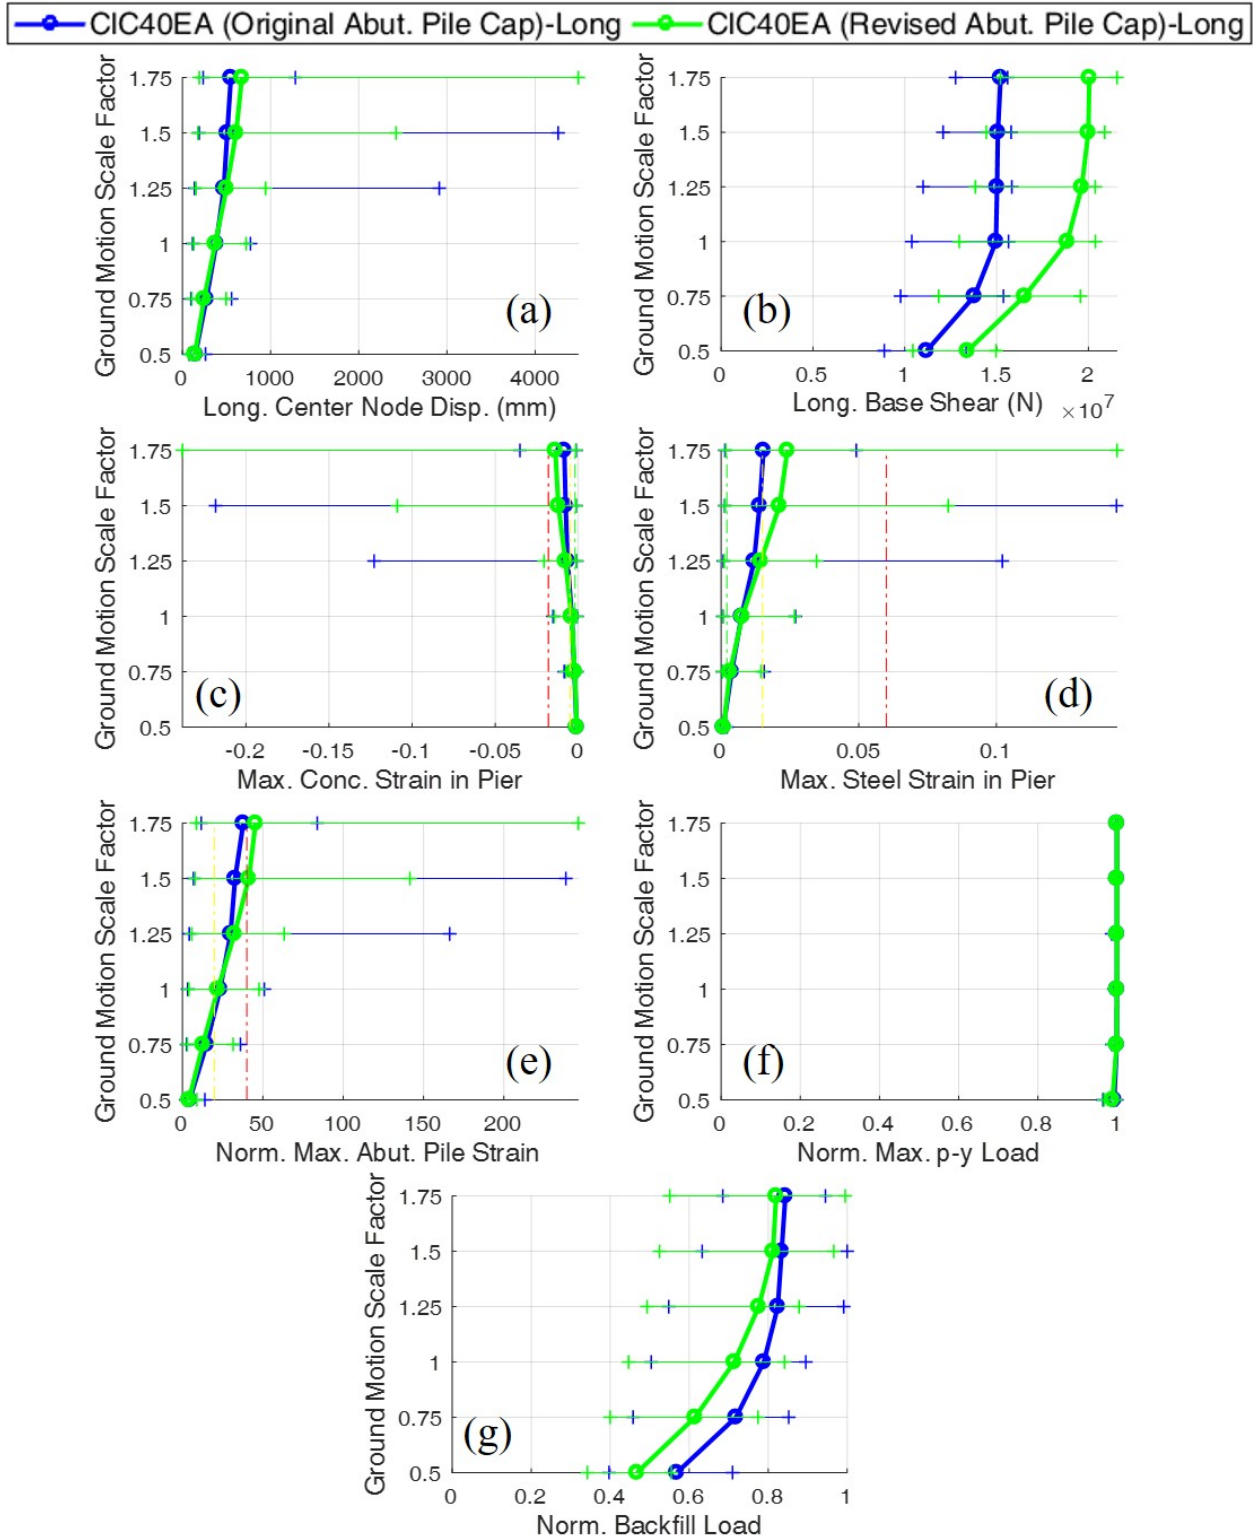 CIC40EA (Original Abut. Pile Cap)-Long CIC40EA (Revised Abut. Pile Cap)-Long
Ground Motion Scale Factor
1.75
1.5
1.25
1
0.75
0.5
(a)
0 1000 2000 3000 4000
Long. Center Node Disp. (mm)
Ground Motion Scale Factor
1.75
1.5
1.25
1
0.75
0.5
(b)
0 0.5 1 1.5 2
Long. Base Shear (N) ×10⁷
Ground Motion Scale Factor
1.75
1.5
1.25
1
0.75
0.5
(c)
-0.2 -0.15 -0.1 -0.05 0
Max. Conc. Strain in Pier
Ground Motion Scale Factor
1.75
1.5
1.25
1
0.75
0.5
(d)
0 0.05 0.1
Max. Steel Strain in Pier
Ground Motion Scale Factor
1.75
1.5
1.25
1
0.75
0.5
(e)
0 50 100 150 200
Norm. Max. Abut. Pile Strain
Ground Motion Scale Factor
1.75
1.5
1.25
1
0.75
0.5
(f)
0 0.2 0.4 0.6 0.8 1
Norm. Max. p-y Load
Ground Motion Scale Factor
1.75
1.5
1.25
1
0.75
0.5
(g)
0 0.2 0.4 0.6 0.8 1
Norm. Backfill Load